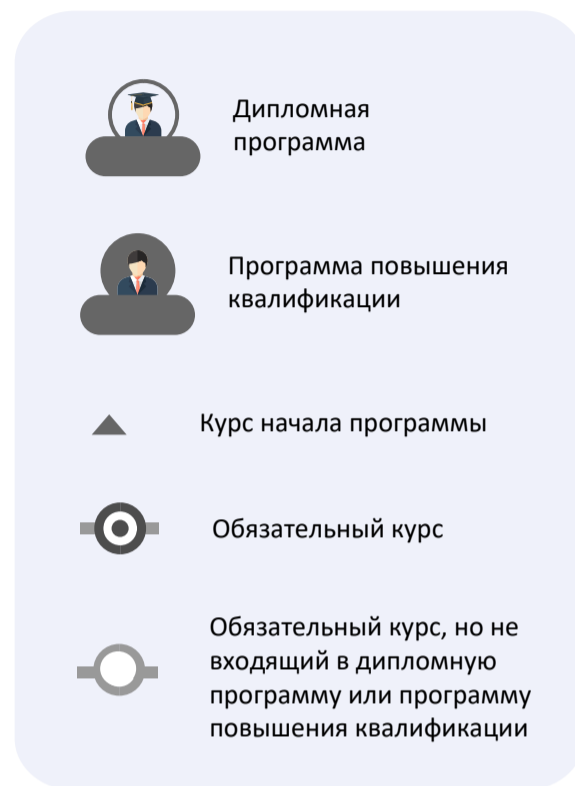 Дипломная
программа
Программа повышения
квалификации
Курс начала программы
Обязательный курс
Обязательный курс, но не
входящий в дипломную
программу или программу
повышения квалификации